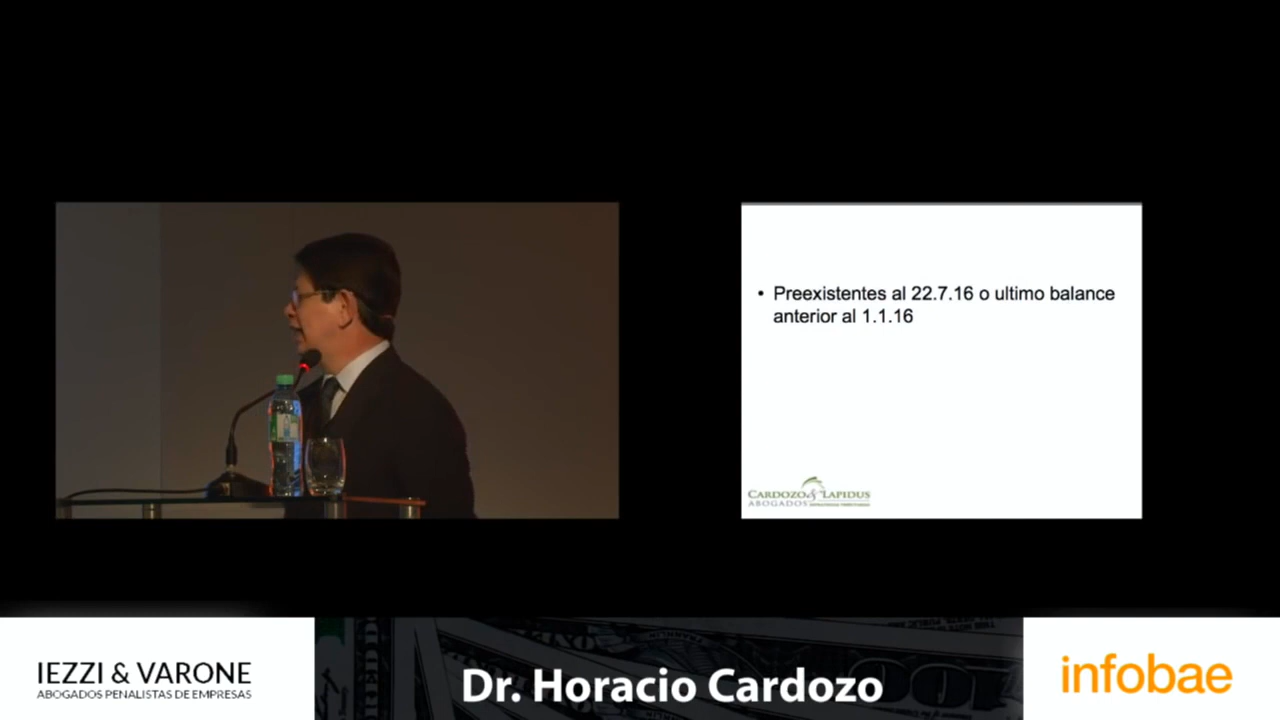 • Preexistentes al 22.7.16 o ultimo balance
anterior al 1.1.16
CARDOZO & LAPIDUS
ABOGADOS
IEZZI & VARONE
ABOGADOS PENALISTAS DE EMPRESAS
Dr. Horacio Cardozo
infobae